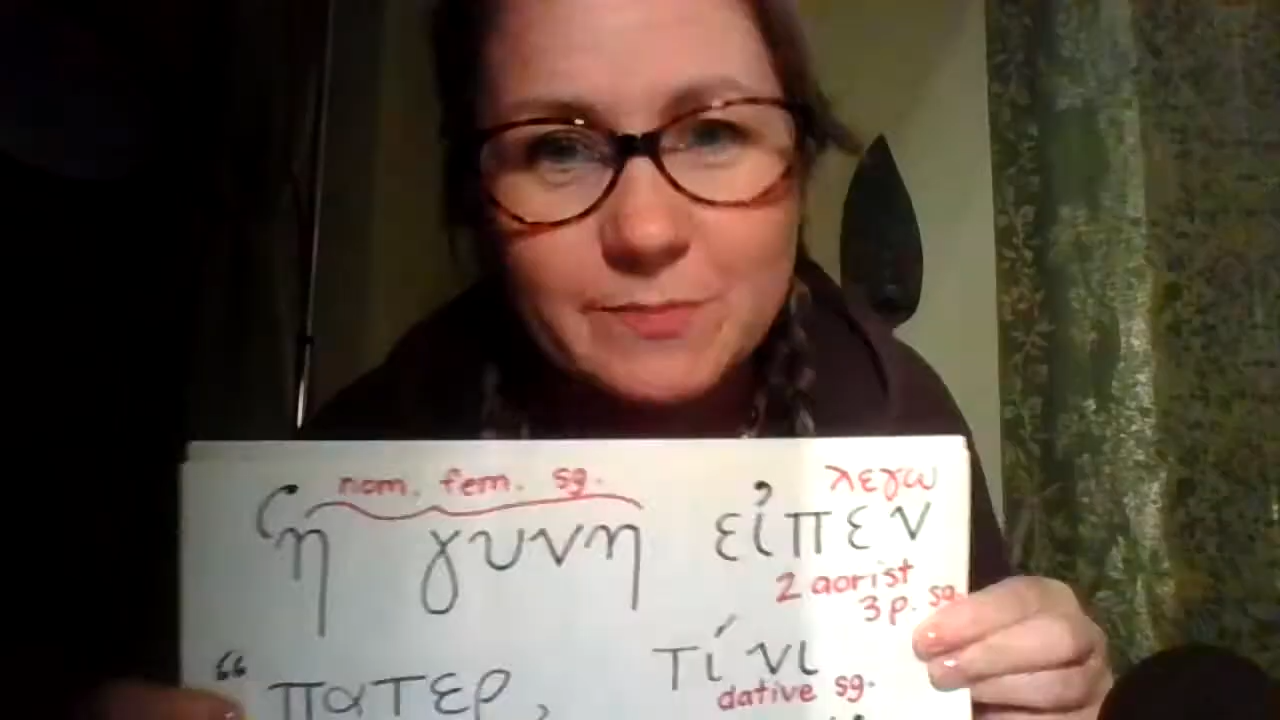 nom. fem. sg. λεγω
ἡ γυνη εἰπεν
2 aorist
3 p. sg.
“πατερ, τίνι
dative sg.